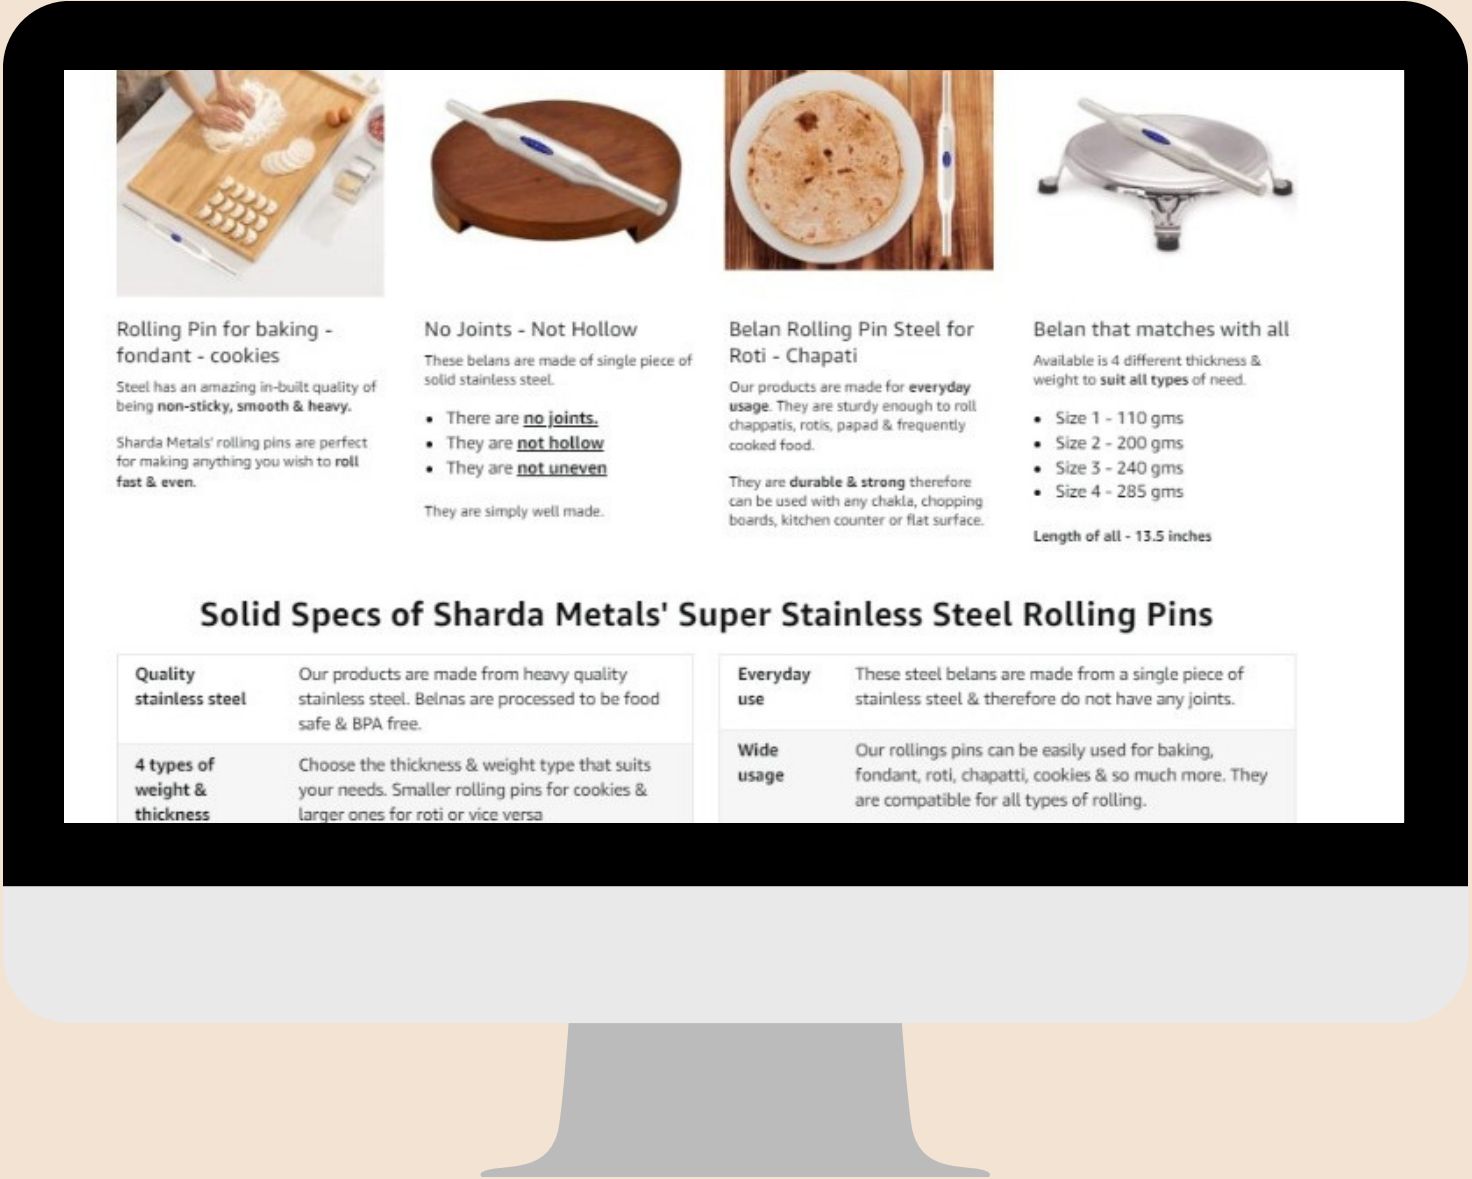 Rolling Pin for baking -
fondant - cookies
Steel has an amazing in-built quality of
being non-sticky, smooth & heavy.
Sharda Metals' rolling pins are perfect
for making anything you wish to roll
fast & even.
No Joints - Not Hollow
These belans are made of single piece of
solid stainless steel.
• There are no joints.
• They are not hollow
• They are not uneven
They are simply well made.
Belan Rolling Pin Steel for
Roti - Chapati
Our products are made for everyday
usage. They are sturdy enough to roll
chappatis, rotis, papad & frequently
cooked food.
They are durable & strong therefore
can be used with any chakla, chopping
boards, kitchen counter or flat surface.
Belan that matches with all
Available is 4 different thickness &
weight to suit all types of need.
• Size 1 - 110 gms
• Size 2 - 200 gms
• Size 3 - 240 gms
• Size 4 - 285 gms
Length of all - 13.5 inches
Solid Specs of Sharda Metals' Super Stainless Steel Rolling Pins
Quality
stainless steel
Our products are made from heavy quality
stainless steel. Belnas are processed to be food
safe & BPA free.
4 types of
weight &
thickness
Choose the thickness & weight type that suits
your needs. Smaller rolling pins for cookies &
larger ones for roti or vice versa
Everyday
use
These steel belans are made from a single piece of
stainless steel & therefore do not have any joints.
Wide
usage
Our rollings pins can be easily used for baking,
fondant, roti, chapatti, cookies & so much more. They
are compatible for all types of rolling.